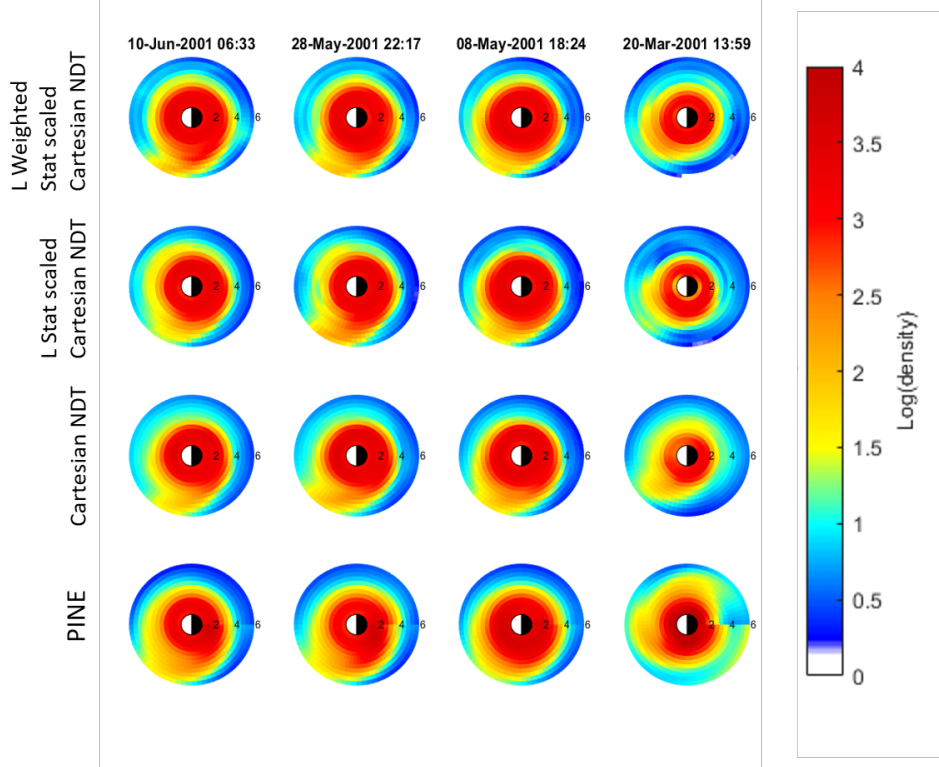 10-Jun-2001 06:33 28-May-2001 22:17 08-May-2001 18:24 20-Mar-2001 13:59
L Weighted
Stat scaled
Cartesian NDT
2 4 6 2 4 6 2 4 6 2 4 6
L Stat scaled
Cartesian NDT
2 4 6 2 4 6 2 4 6 2 4 6
Cartesian NDT
2 4 6 2 4 6 2 4 6 2 4 6
PINE
2 4 6 2 4 6 2 4 6 2 4 6
4
3.5
3
2.5
2
1.5
1
0.5
0
Log(density)